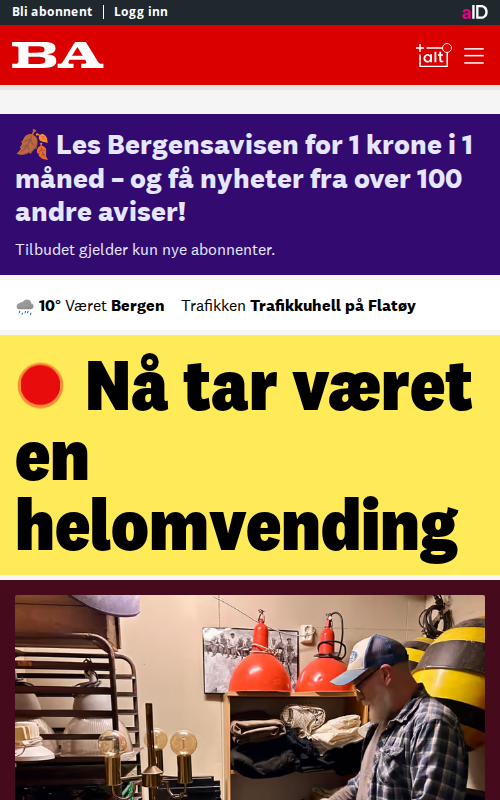 Bli abonnent | Logg inn
aID
BA
+alt
🍂 Les Bergensavisen for 1 krone i 1
måned – og få nyheter fra over 100
andre aviser!
Tilbudet gjelder kun nye abonnenter.
10° Været Bergen Trafikken Trafikkuhell på Flatøy
Nå tar været
en
helomvending